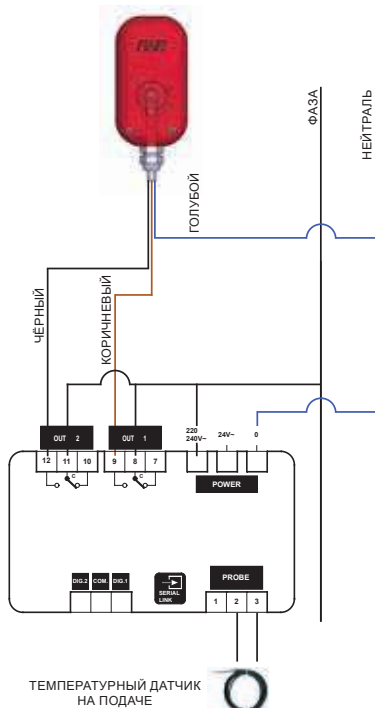 ФАЗА
НЕЙТРАЛЬ
ГОЛУБОЙ
ЧЁРНЫЙ
КОРИЧНЕВЫЙ
OUT 2
OUT 1
220
240V~
24V~
0
12 11 10
9 8 7
C
C
POWER
DIG.2 COM. DIG.1
SERIAL
LINK
PROBE
1 2 3
ТЕМПЕРАТУРНЫЙ ДАТЧИК
НА ПОДАЧЕ